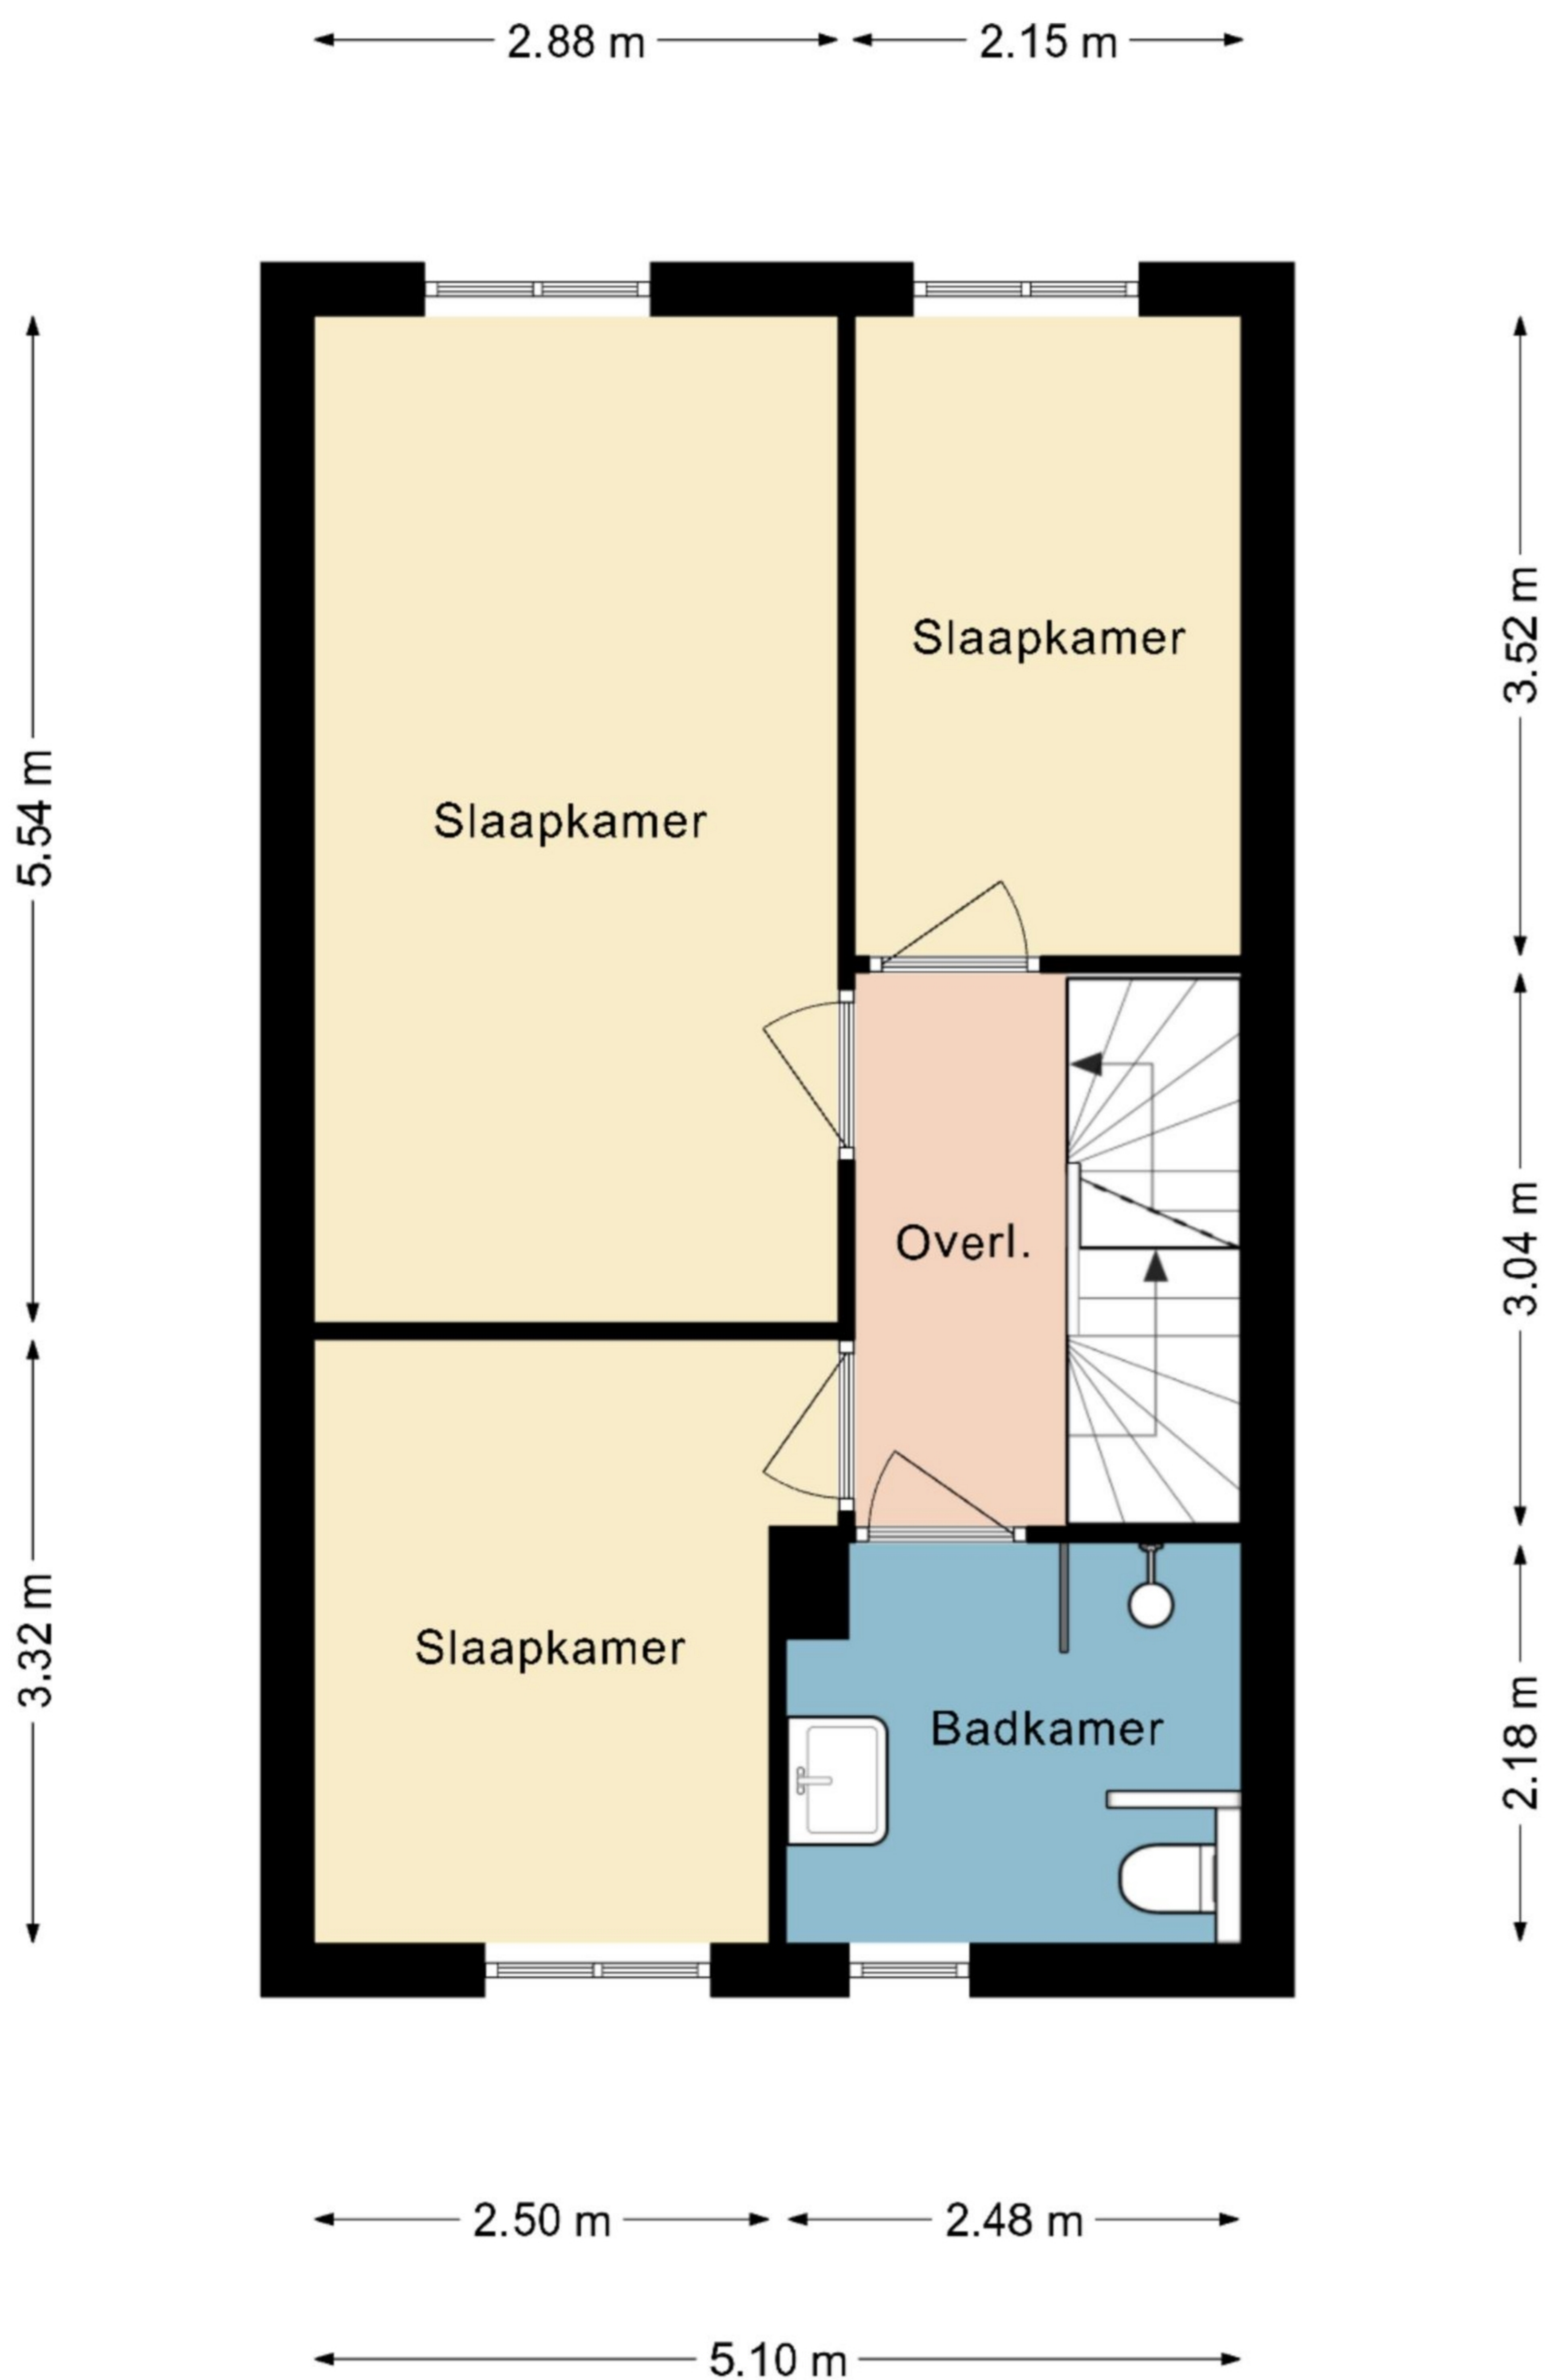 2.88 m
2.15 m
Slaapkamer
3.52 m
Slaapkamer
5.54 m
Overl.
3.04 m
Slaapkamer
3.32 m
Badkamer
2.18 m
2.50 m
2.48 m
5.10 m